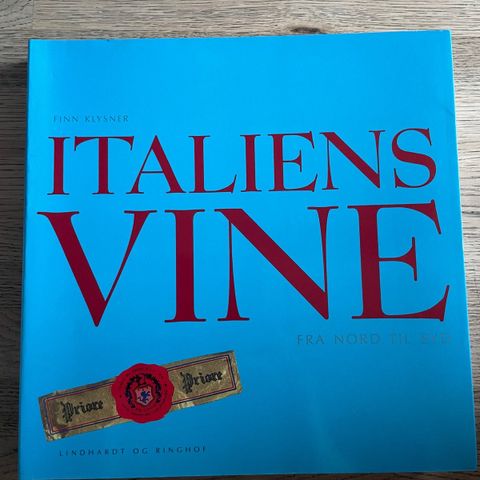 FINN KLYSNER
ITALIENS
VINE
FRA NORD TIL SYD
Priore Priore
LINDHARDT OG RINGHOF